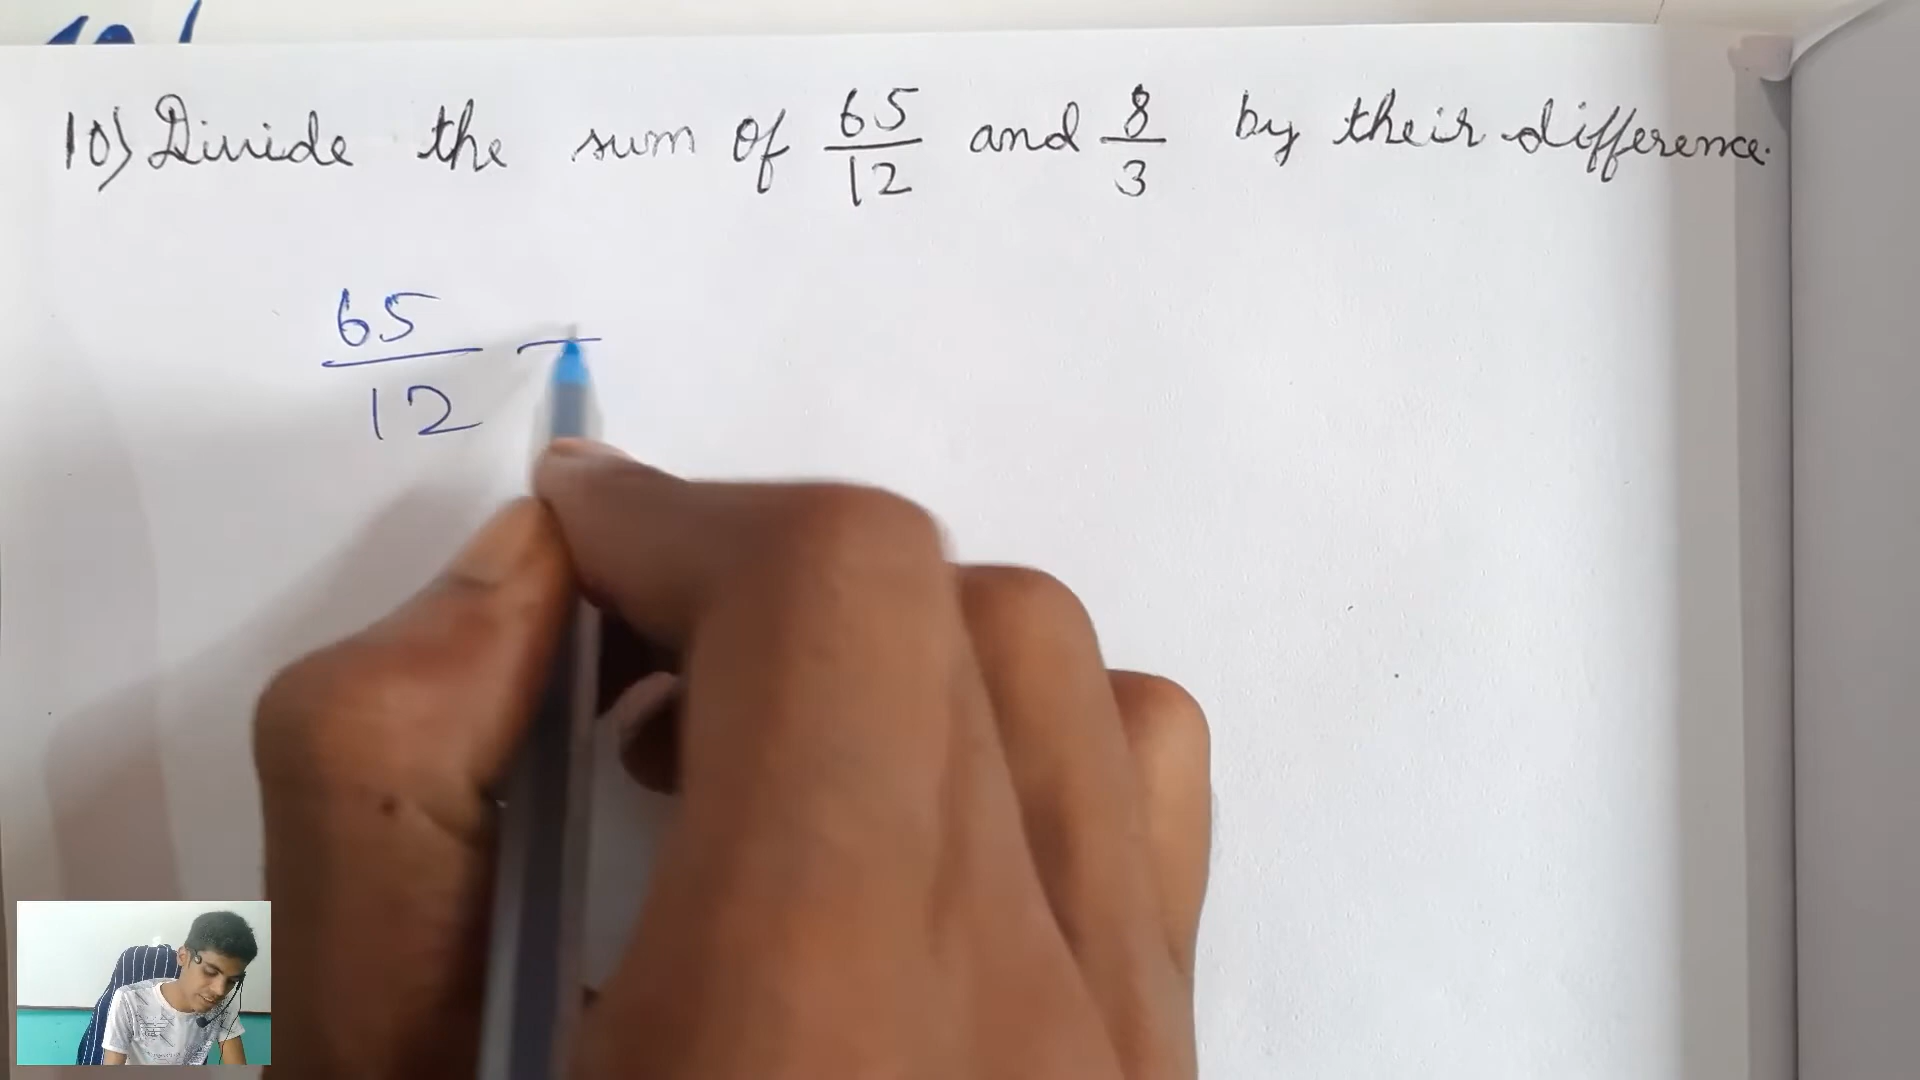 10) Divide the sum of 65/12 and 8/3 by their difference.
65/12